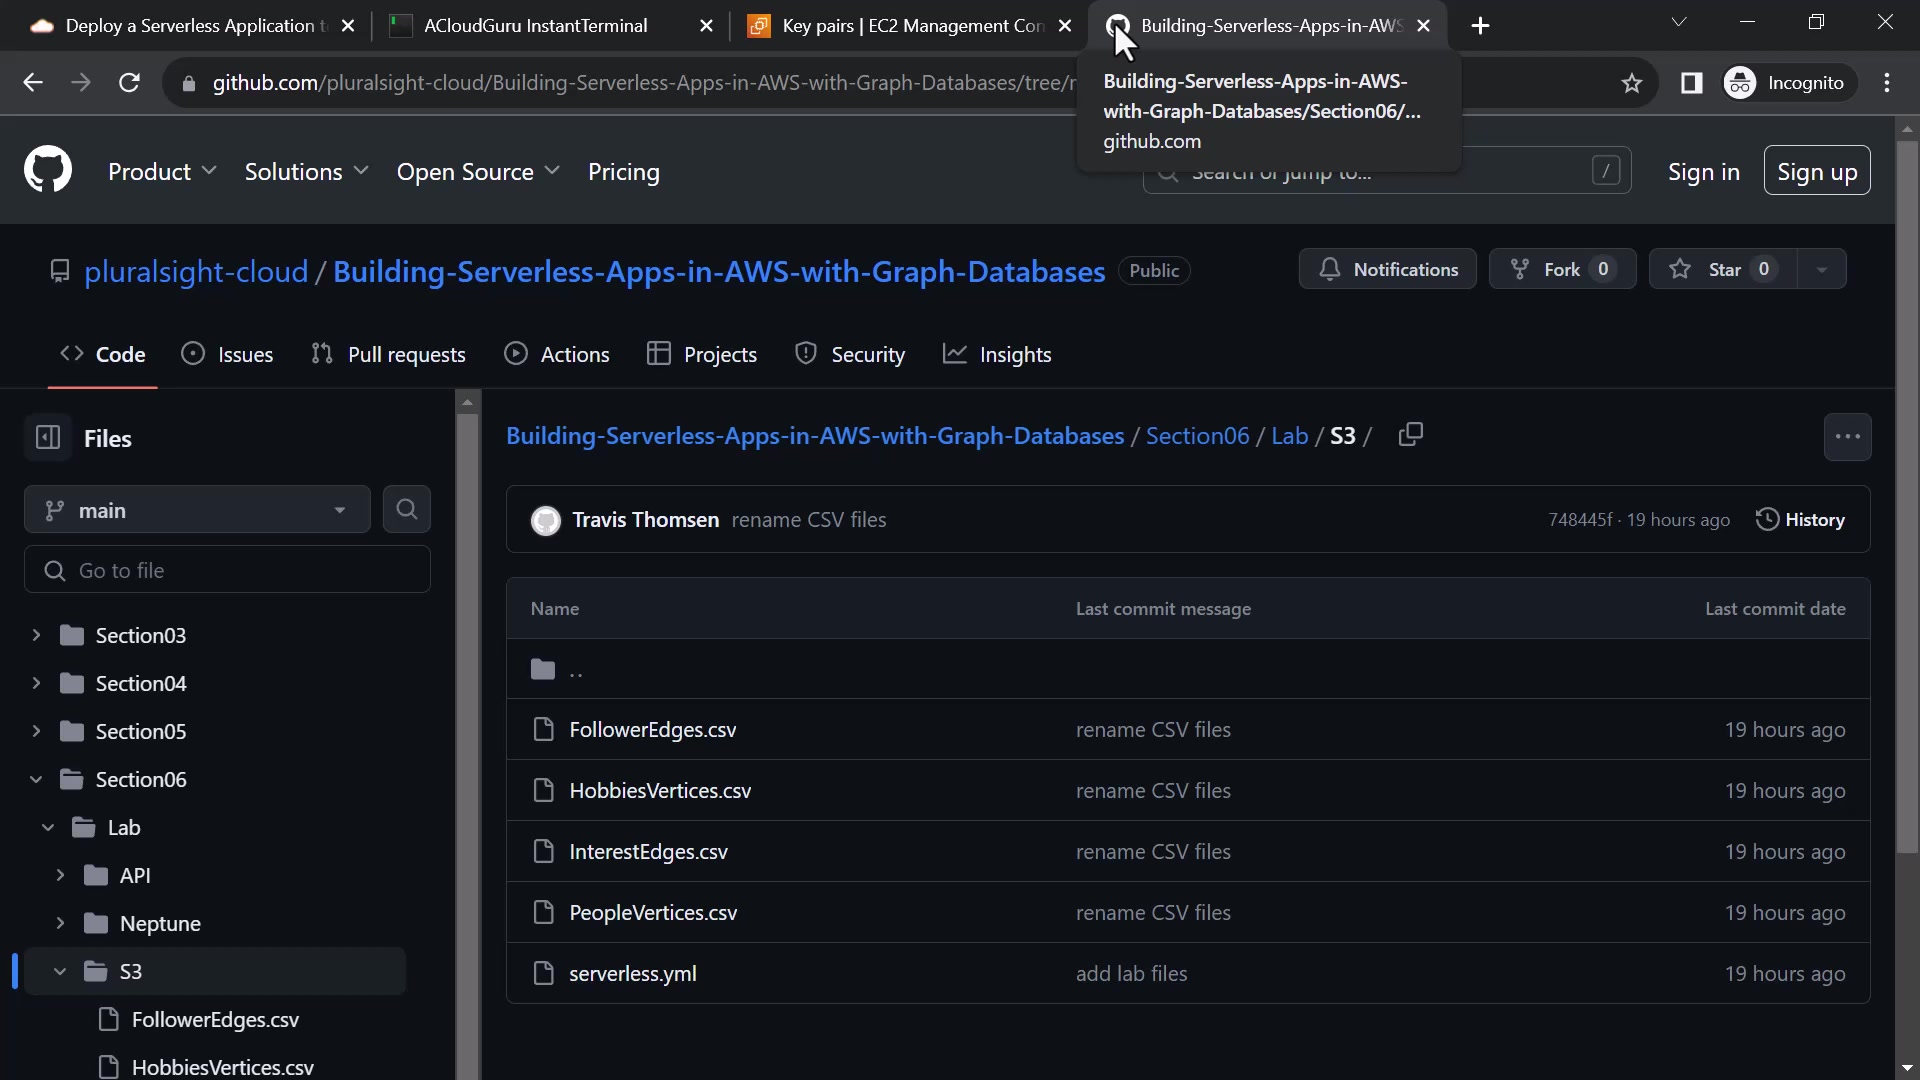 Deploy a Serverless Application t
ACloudGuru InstantTerminal
Key pairs | EC2 Management Con
Building-Serverless-Apps-in-AWS
github.com/pluralsight-cloud/Building-Serverless-Apps-in-AWS-with-Graph-Databases/tree/
Incognito
Building-Serverless-Apps-in-AWS-
with-Graph-Databases/Section06/...
github.com
Product
Solutions
Open Source
Pricing
Search or jump to...
/
Sign in
Sign up
pluralsight-cloud / Building-Serverless-Apps-in-AWS-with-Graph-Databases
Public
Notifications
Fork 0
Star 0
Code
Issues
Pull requests
Actions
Projects
Security
Insights
Files
main
Go to file
Section03
Section04
Section05
Section06
Lab
API
Neptune
S3
FollowerEdges.csv
HobbiesVertices.csv
Building-Serverless-Apps-in-AWS-with-Graph-Databases / Section06 / Lab / S3 /
Travis Thomsen rename CSV files
748445f · 19 hours ago
History
Name Last commit message Last commit date
..
FollowerEdges.csv rename CSV files 19 hours ago
HobbiesVertices.csv rename CSV files 19 hours ago
InterestEdges.csv rename CSV files 19 hours ago
PeopleVertices.csv rename CSV files 19 hours ago
serverless.yml add lab files 19 hours ago